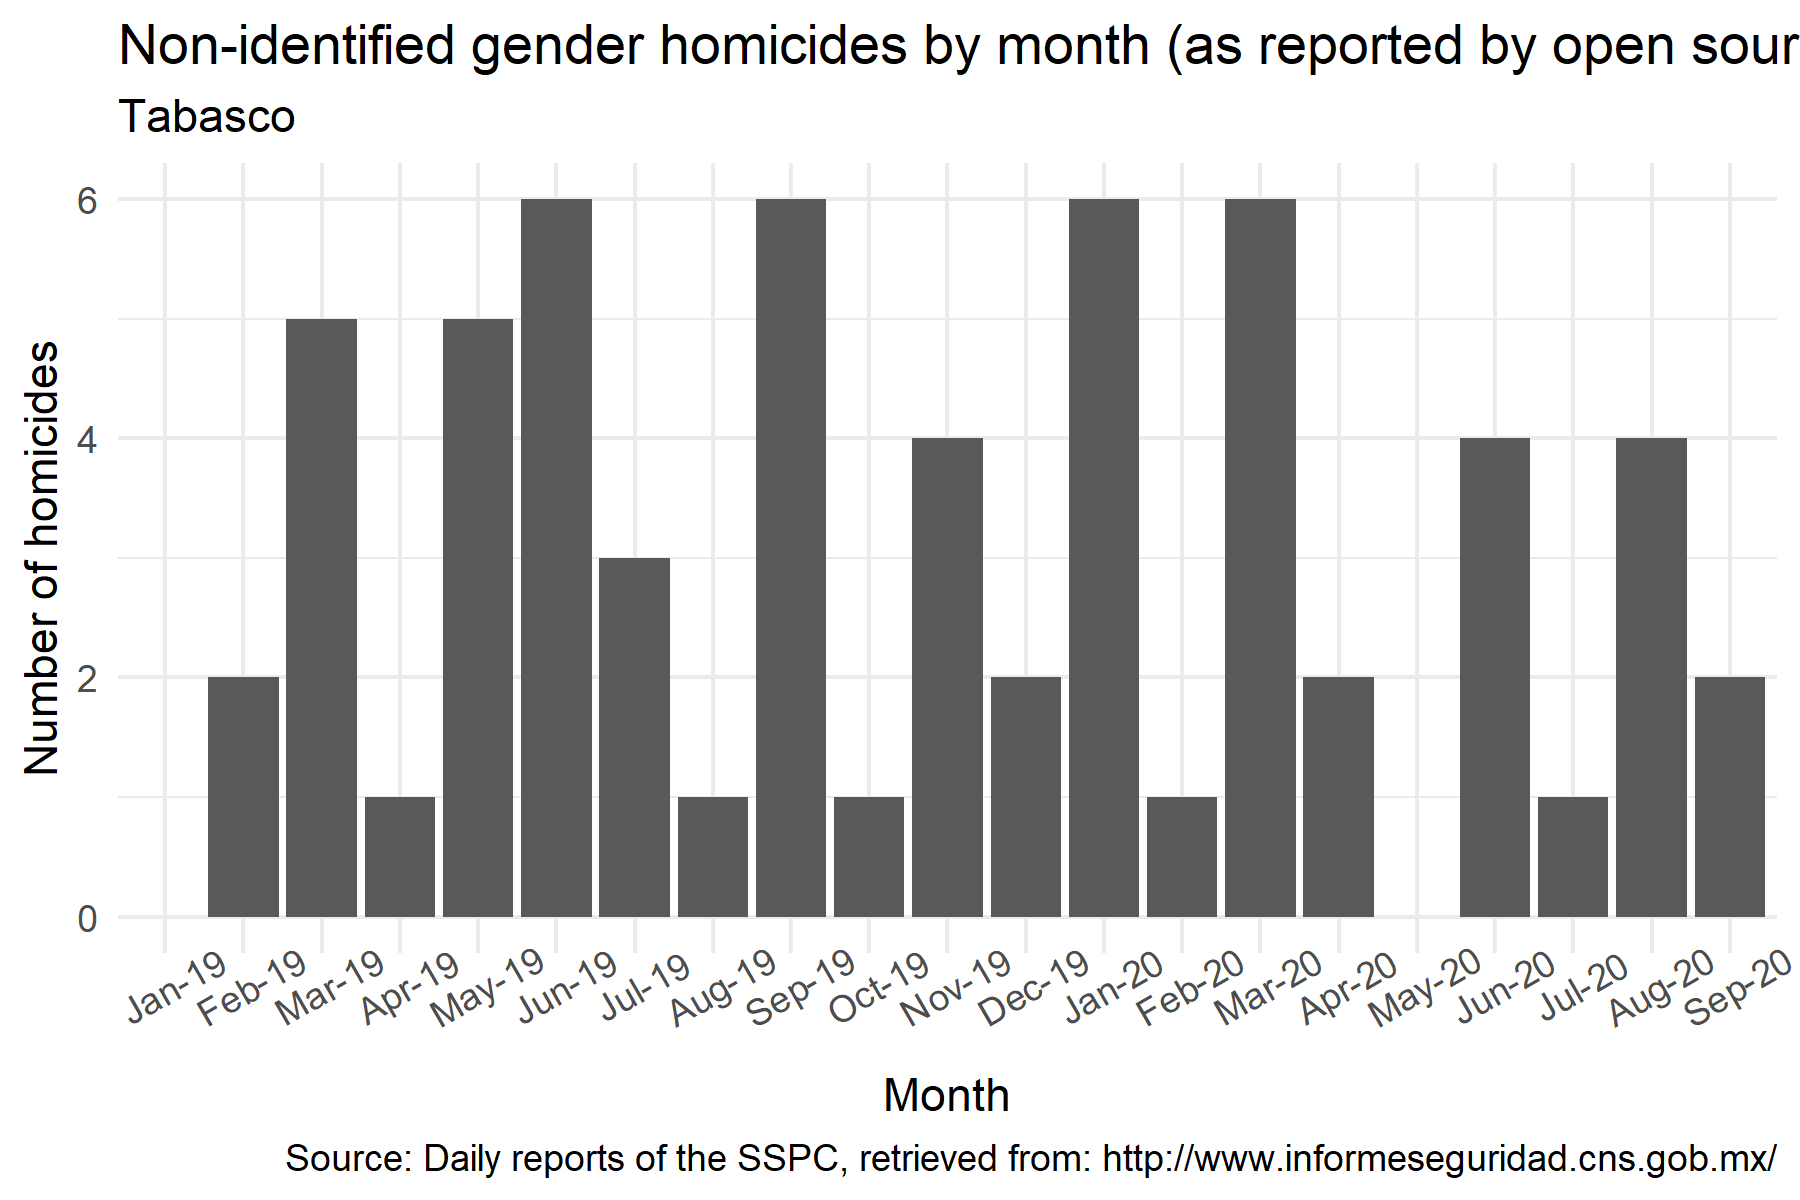 Non-identified gender homicides by month (as reported by open sour
Tabasco
Number of homicides
6
4
2
0
Jan-19
Feb-19
Mar-19
Apr-19
May-19
Jun-19
Jul-19
Aug-19
Sep-19
Oct-19
Nov-19
Dec-19
Jan-20
Feb-20
Mar-20
Apr-20
May-20
Jun-20
Jul-20
Aug-20
Sep-20
Month
Source: Daily reports of the SSPC, retrieved from: http://www.informeseguridad.cns.gob.mx/